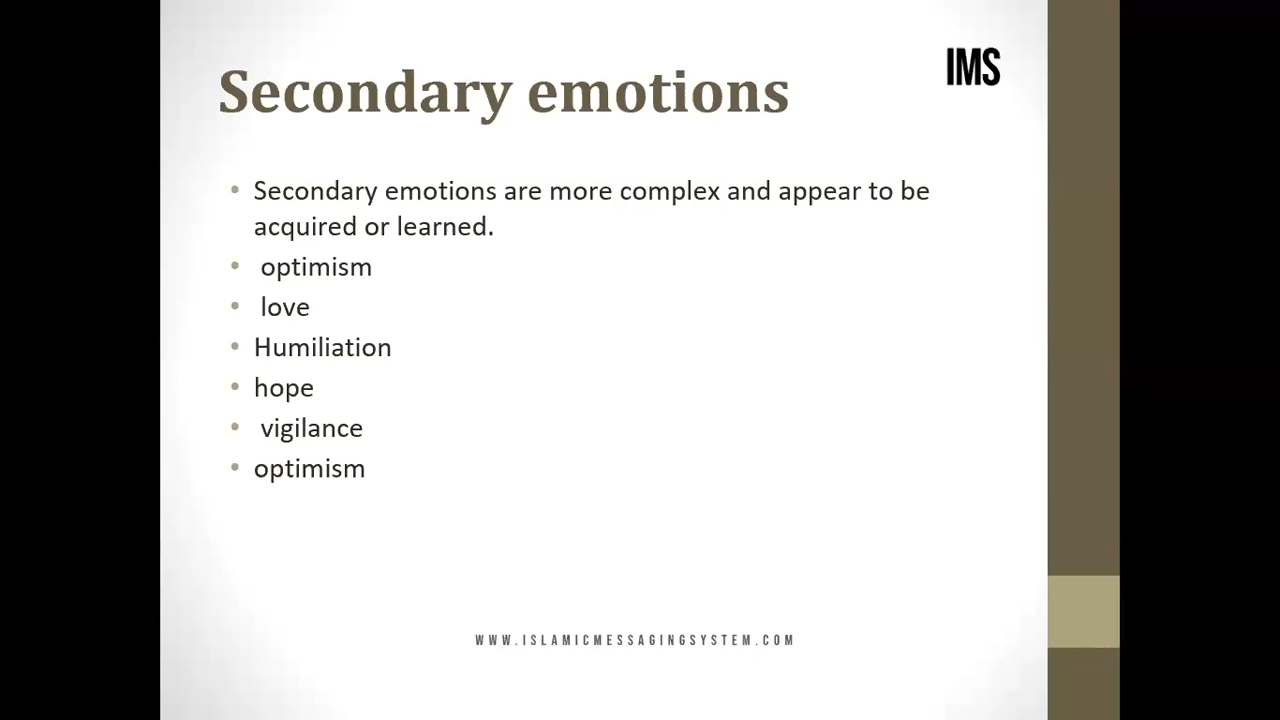 IMS
Secondary emotions
• Secondary emotions are more complex and appear to be
acquired or learned.
• optimism
• love
• Humiliation
• hope
• vigilance
• optimism
WWW.ISLAMICMESSAGINGSYSTEM.COM